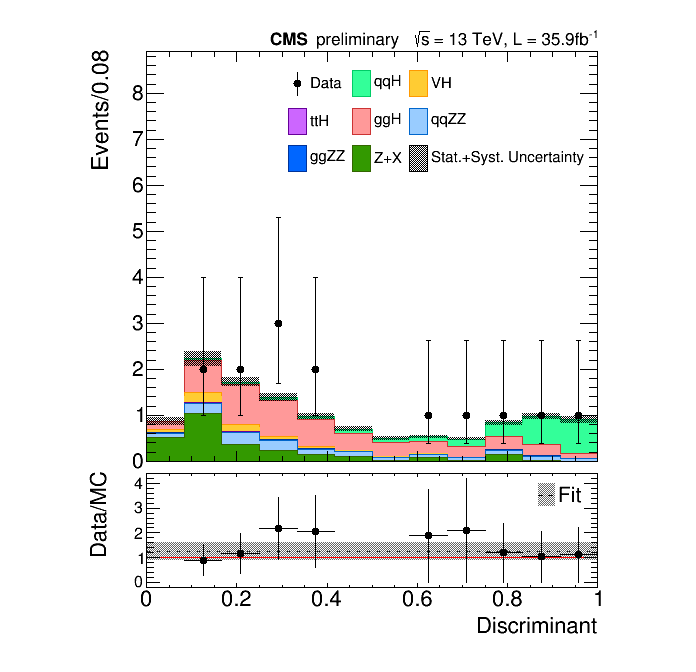 CMS preliminary √s = 13 TeV, L = 35.9fb⁻¹
Events/0.08
8
7
6
5
4
3
2
1
0
Data qqH VH
ttH ggH qqZZ
ggZZ Z+X Stat.+Syst. Uncertainty
Data/MC
4
3
2
1
0
Fit
0 0.2 0.4 0.6 0.8 1
Discriminant